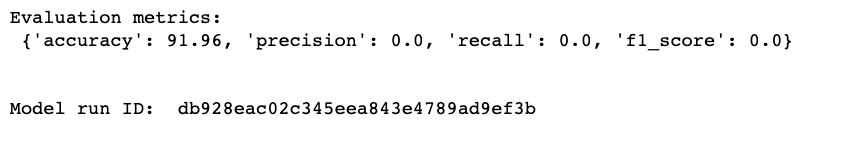 Evaluation metrics:
{'accuracy': 91.96, 'precision': 0.0, 'recall': 0.0, 'f1_score': 0.0}
Model run ID:  db928eac02c345eea843e4789ad9ef3b